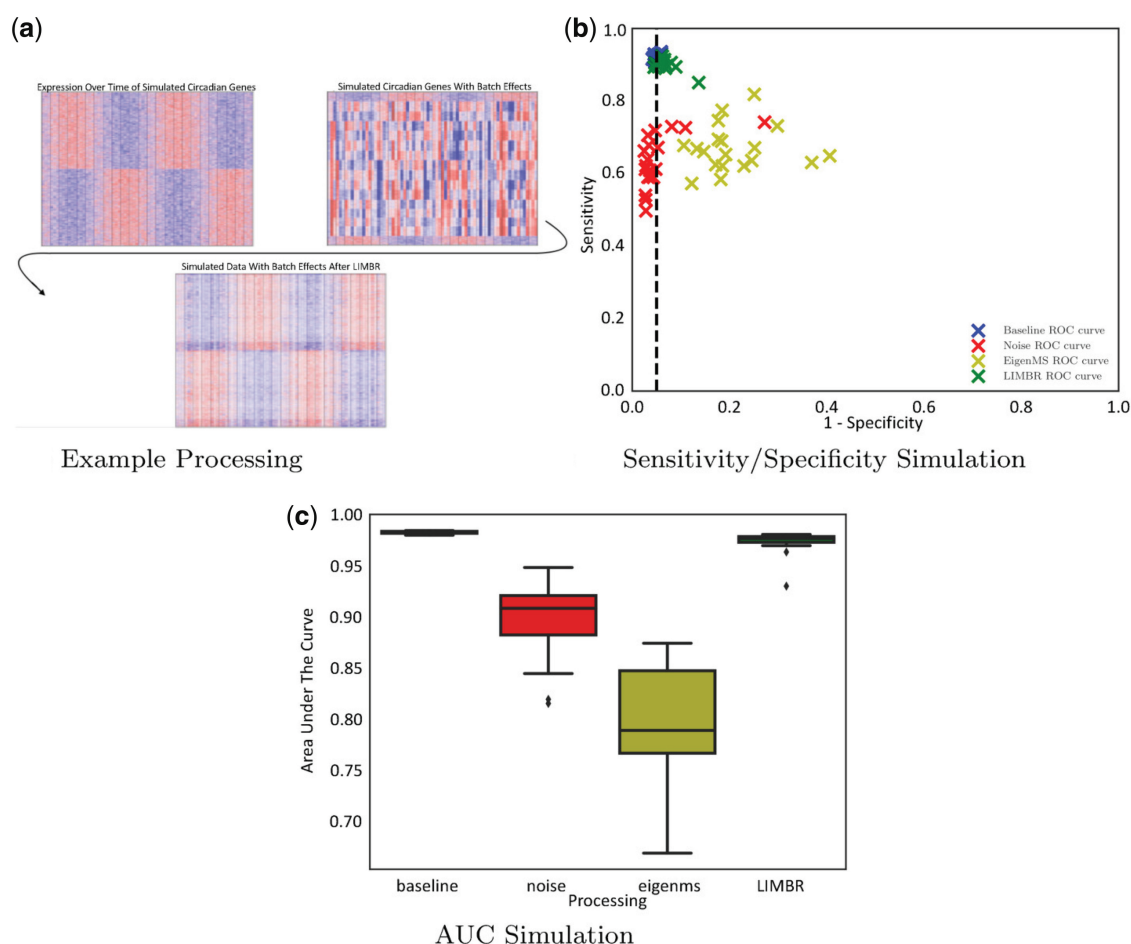 (a)
Expression Over Time of Simulated Circadian Genes
Simulated Circadian Genes With Batch Effects
Simulated Data With Batch Effects After LIMBR
Example Processing
(b)
1.0
0.8
0.6
0.4
0.2
0.0
Sensitivity
0.0 0.2 0.4 0.6 0.8 1.0
1 - Specificity
Baseline ROC curve
Noise ROC curve
EigenMS ROC curve
LIMBR ROC curve
Sensitivity/Specificity Simulation
(c)
1.00
0.95
0.90
0.85
0.80
0.75
0.70
Area Under The Curve
baseline noise eigenms LIMBR
Processing
AUC Simulation